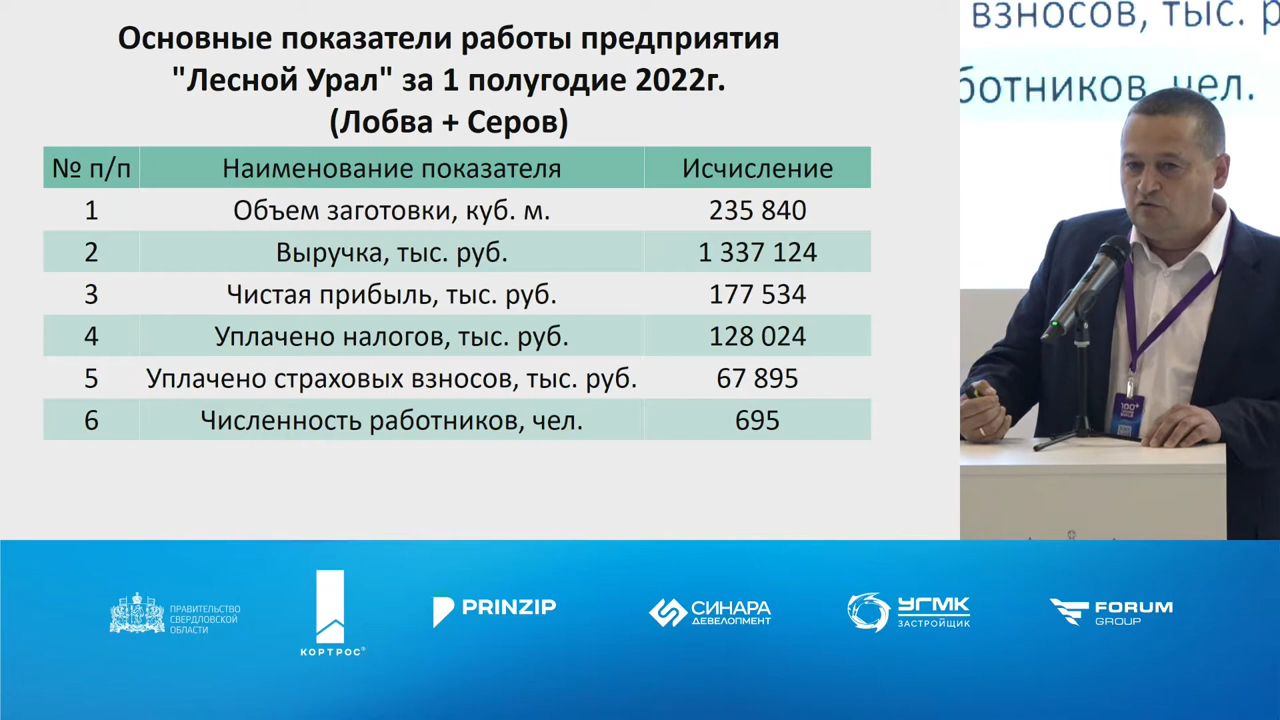 Основные показатели работы предприятия
"Лесной Урал" за 1 полугодие 2022г.
(Лобва + Серов)
№ п/п Наименование показателя Исчисление
1 Объем заготовки, куб. м. 235 840
2 Выручка, тыс. руб. 1 337 124
3 Чистая прибыль, тыс. руб. 177 534
4 Уплачено налогов, тыс. руб. 128 024
5 Уплачено страховых взносов, тыс. руб. 67 895
6 Численность работников, чел. 695
взносов, тыс. р
ботников, чел.
100+
ПРАВИТЕЛЬСТВО
СВЕРДЛОВСКОЙ
ОБЛАСТИ
КОРТРОС®
PRINZIP
СИНАРА
ДЕВЕЛОПМЕНТ
УГМК
ЗАСТРОЙЩИК
FORUM
GROUP